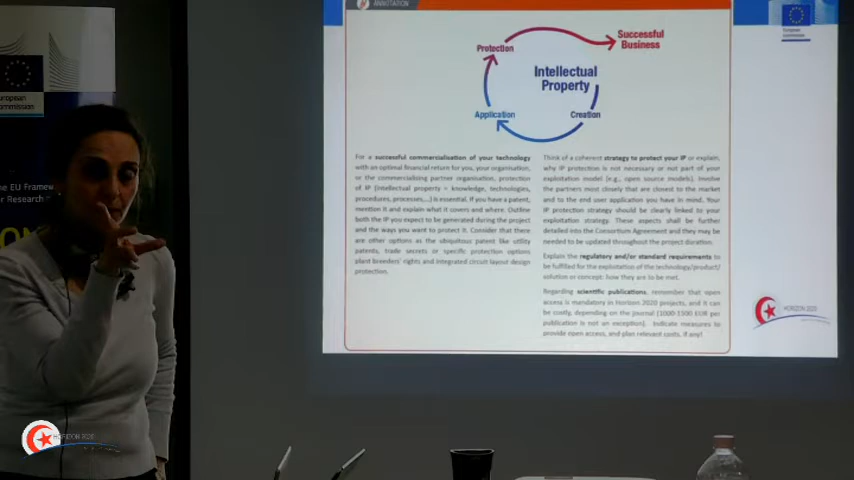 ANNOTATION
Protection
Successful
Business
Intellectual
Property
Application
Creation
For a successful commercialisation of your technology
with an optimal financial return for you, your organisation,
or the commercializing partner organisation, protection
of IP (intellectual property = knowledge, technologies,
procedures, processes,...) is essential. If you have a patent,
mention it and explain what it covers and where. Outline
both the IP you expect to be generated during the project
and the ways you want to protect it. Consider that there
are other options as the ubiquitous patent like utility
patents, trade secrets or specific protection options
plant breeders' rights and integrated circuit layout design
protection.
Think of a coherent strategy to protect your IP or explain,
why IP protection is not necessary or not part of your
exploitation model (e.g., open source models). Involve
the partners most closely that are closest to the market
and to the end user application you have in mind. Your
IP protection strategy should be clearly linked to your
exploitation strategy. These aspects shall be further
detailed into the Consortium Agreement and they may be
needed to be updated throughout the project duration.
Explain the regulatory and/or standard requirements to
be fulfilled for the exploitation of the technology/product/
solution or concept: how they are to be met.
Regarding scientific publications, remember that open
access is mandatory in Horizon 2020 projects, and it can
be costly, depending on the journal (1000-1500 EUR per
publication is not an exception). Indicate measures to
provide open access, and plan relevant costs, if any!
European
Commission
HORIZON 2020
European
Commission
he EU Framew
r Research
HORIZON 2020